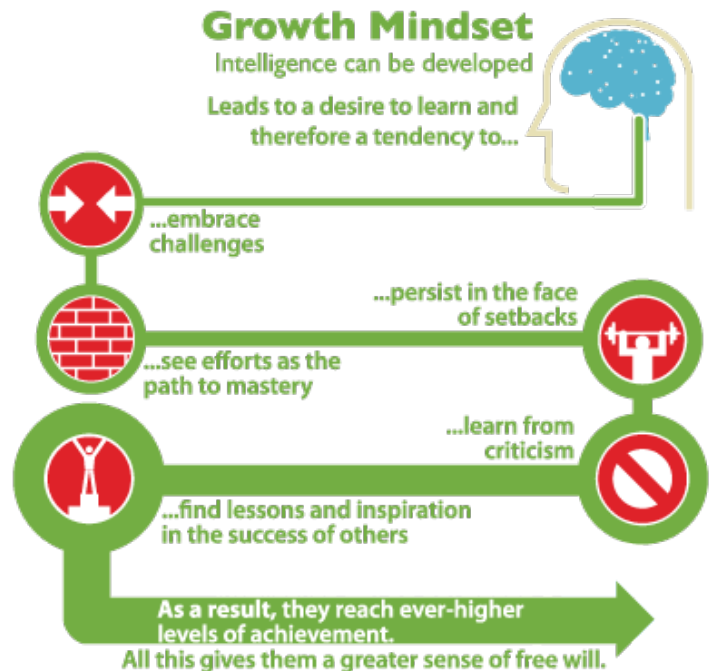 Growth Mindset
Intelligence can be developed
Leads to a desire to learn and
therefore a tendency to...
...embrace
challenges
...persist in the face
of setbacks
...see efforts as the
path to mastery
...learn from
criticism
...find lessons and inspiration
in the success of others
As a result, they reach ever-higher
levels of achievement.
All this gives them a greater sense of free will.